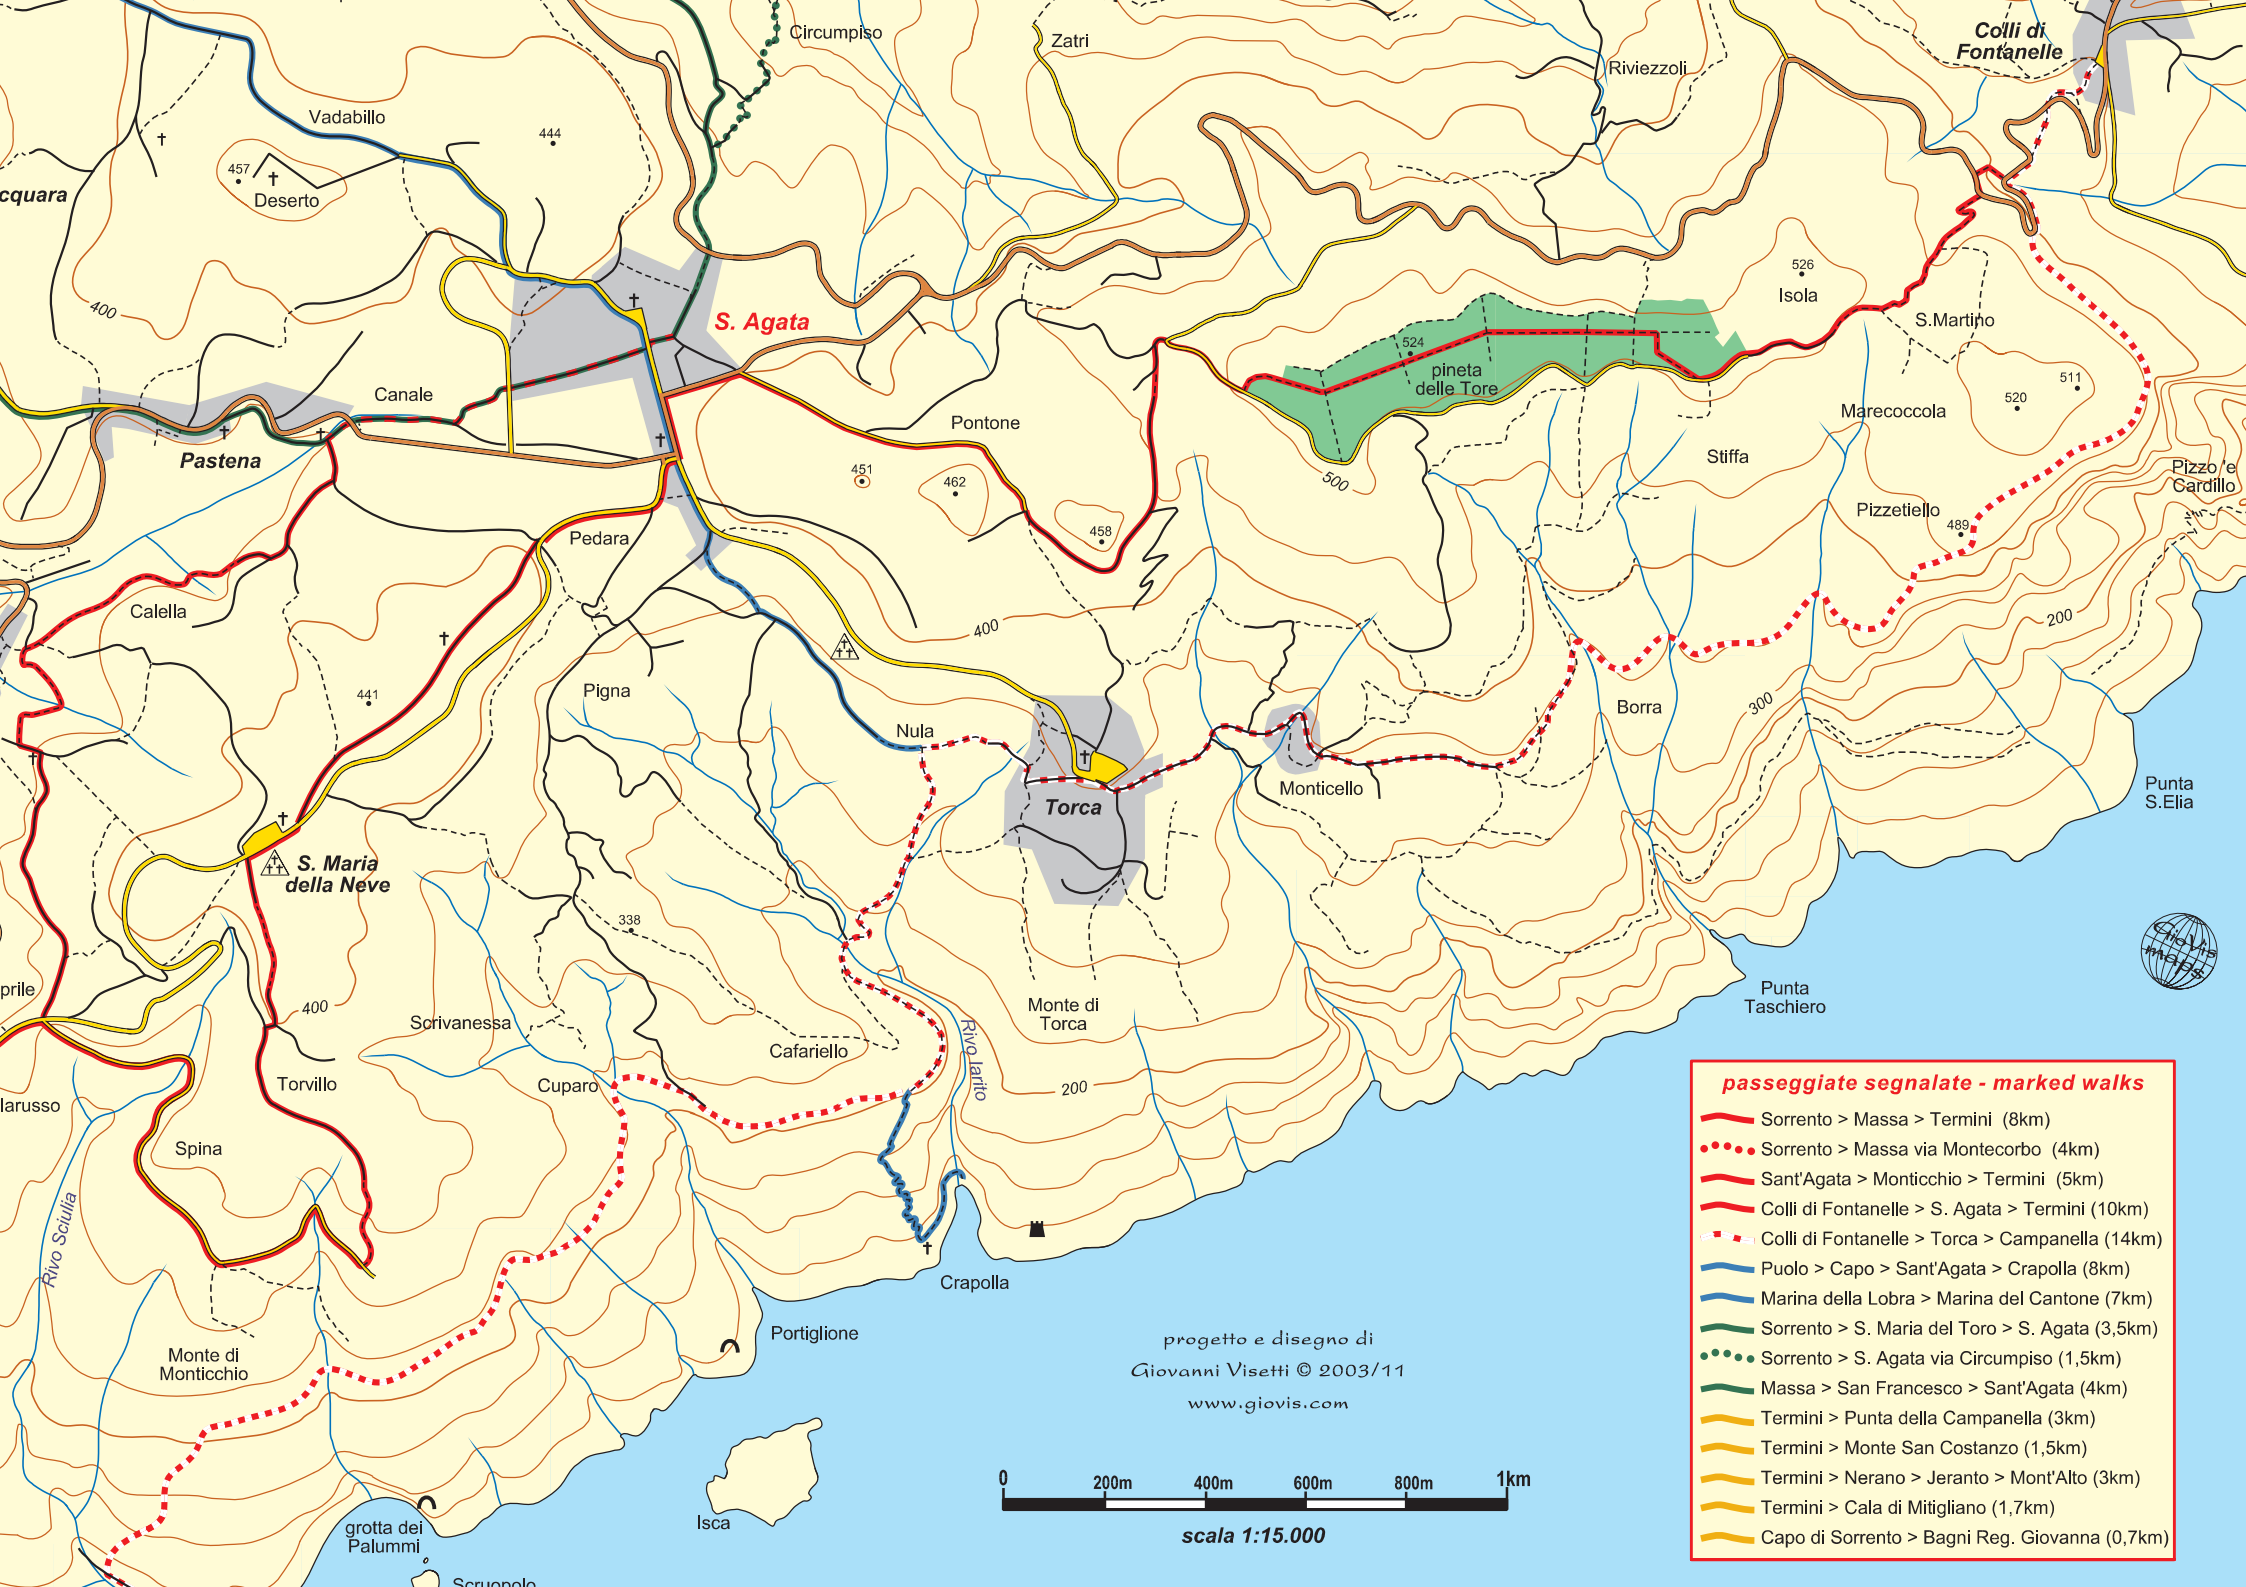 Circumpiso
Zatri
Colli di
Fontanelle
Riviezzoli
Vadabillo
444
457
Deserto
cquara
526
Isola
400
S. Agata
S.Martino
524
pineta
delle Tore
511
520
Canale
Pontone
Marecoccola
Pastena
451
462
500
Stiffa
Pizzo 'e
Cardillo
Pizzetiello
489
Pedara
458
Calella
400
200
441
Pigna
Nula
Borra
300
Torca
Monticello
Punta
S.Elia
S. Maria
della Neve
338
GioVis
maps
prile
400
Scrivanessa
Monte di
Torca
Punta
Taschiero
Cafariello
Rivo Iarito
Torvillo
Cuparo
200
larusso
Spina
Rivo Sciulia
Crapolla
Portiglione
Monte di
Monticchio
progetto e disegno di
Giovanni Visetti © 2003/11
www.giovis.com
Isca
grotta dei
Palummi
Scruopolo
0 200m 400m 600m 800m 1km
scala 1:15.000
passeggiate segnalate - marked walks
Sorrento > Massa > Termini (8km)
Sorrento > Massa via Montecorbo (4km)
Sant'Agata > Monticchio > Termini (5km)
Colli di Fontanelle > S. Agata > Termini (10km)
Colli di Fontanelle > Torca > Campanella (14km)
Puolo > Capo > Sant'Agata > Crapolla (8km)
Marina della Lobra > Marina del Cantone (7km)
Sorrento > S. Maria del Toro > S. Agata (3,5km)
Sorrento > S. Agata via Circumpiso (1,5km)
Massa > San Francesco > Sant'Agata (4km)
Termini > Punta della Campanella (3km)
Termini > Monte San Costanzo (1,5km)
Termini > Nerano > Jeranto > Mont'Alto (3km)
Termini > Cala di Mitigliano (1,7km)
Capo di Sorrento > Bagni Reg. Giovanna (0,7km)